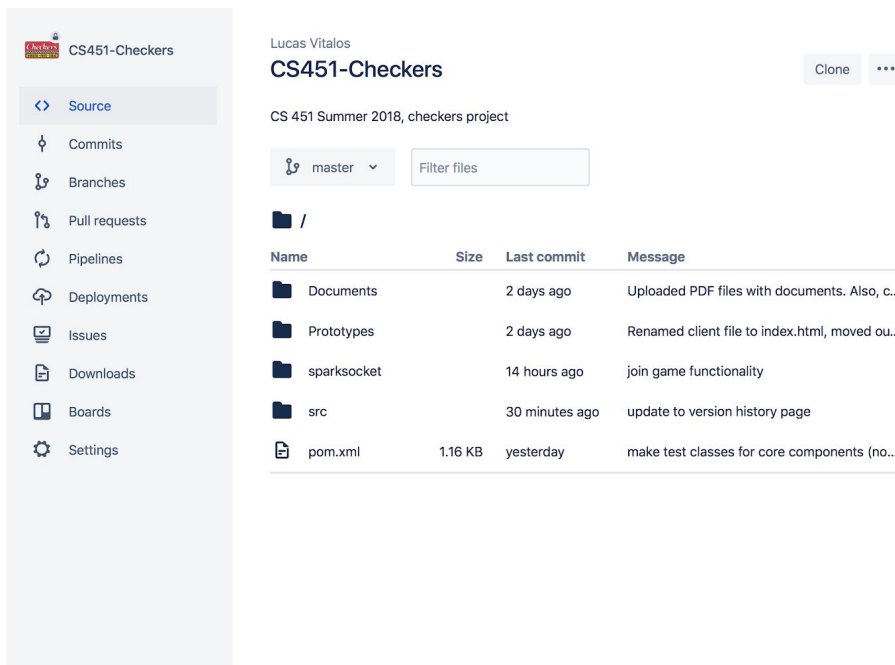 Checkers
CS451-Checkers
Source
Commits
Branches
Pull requests
Pipelines
Deployments
Issues
Downloads
Boards
Settings
Lucas Vitalos
CS451-Checkers
Clone
CS 451 Summer 2018, checkers project
master
Filter files
/
Name Size Last commit Message
Documents 2 days ago Uploaded PDF files with documents. Also, c...
Prototypes 2 days ago Renamed client file to index.html, moved ou...
sparksocket 14 hours ago join game functionality
src 30 minutes ago update to version history page
pom.xml 1.16 KB yesterday make test classes for core components (no...